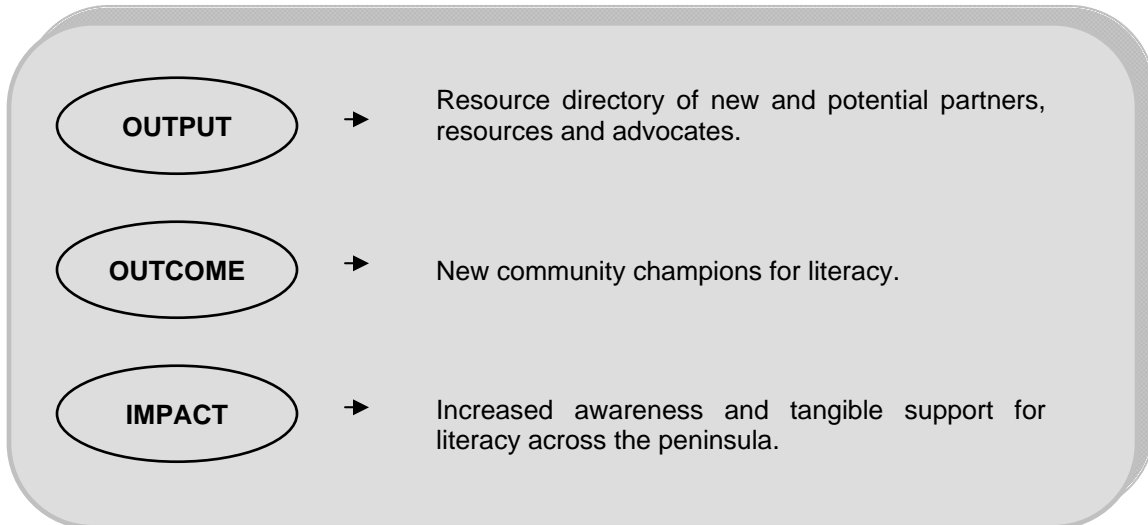 OUTPUT
Resource directory of new and potential partners,
resources and advocates.
OUTCOME
New community champions for literacy.
IMPACT
Increased awareness and tangible support for
literacy across the peninsula.